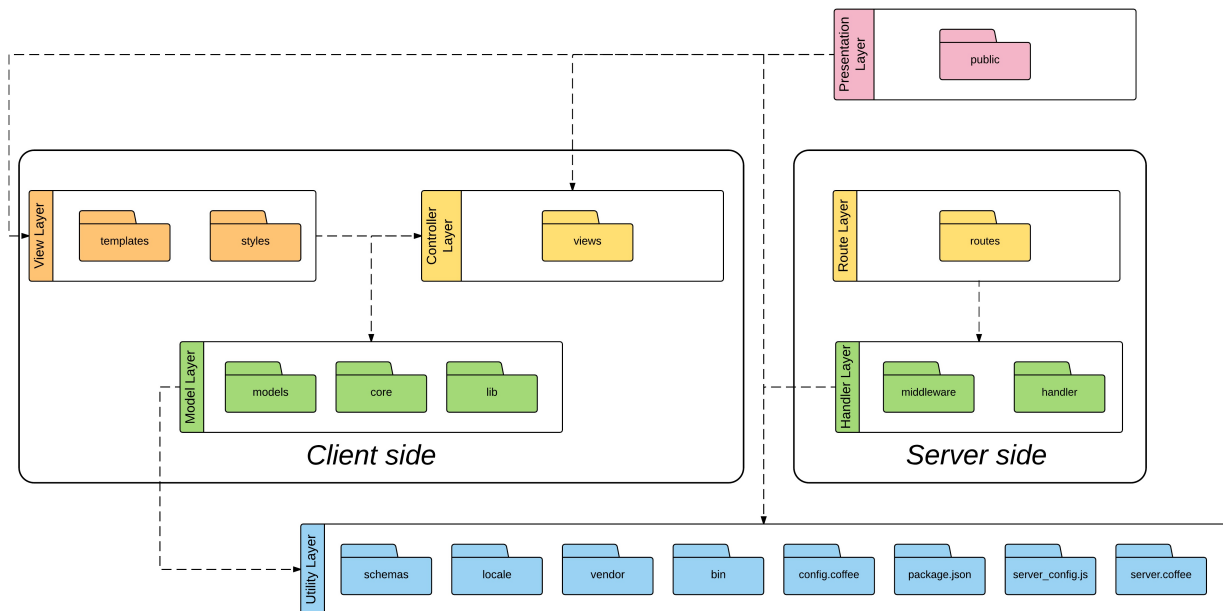 Presentation
Layer
public
View Layer
templates
styles
Controller
Layer
views
Route Layer
routes
Model Layer
models
core
lib
Handler Layer
middleware
handler
Client side
Server side
Utility Layer
schemas
locale
vendor
bin
config.coffee
package.json
server_config.js
server.coffee